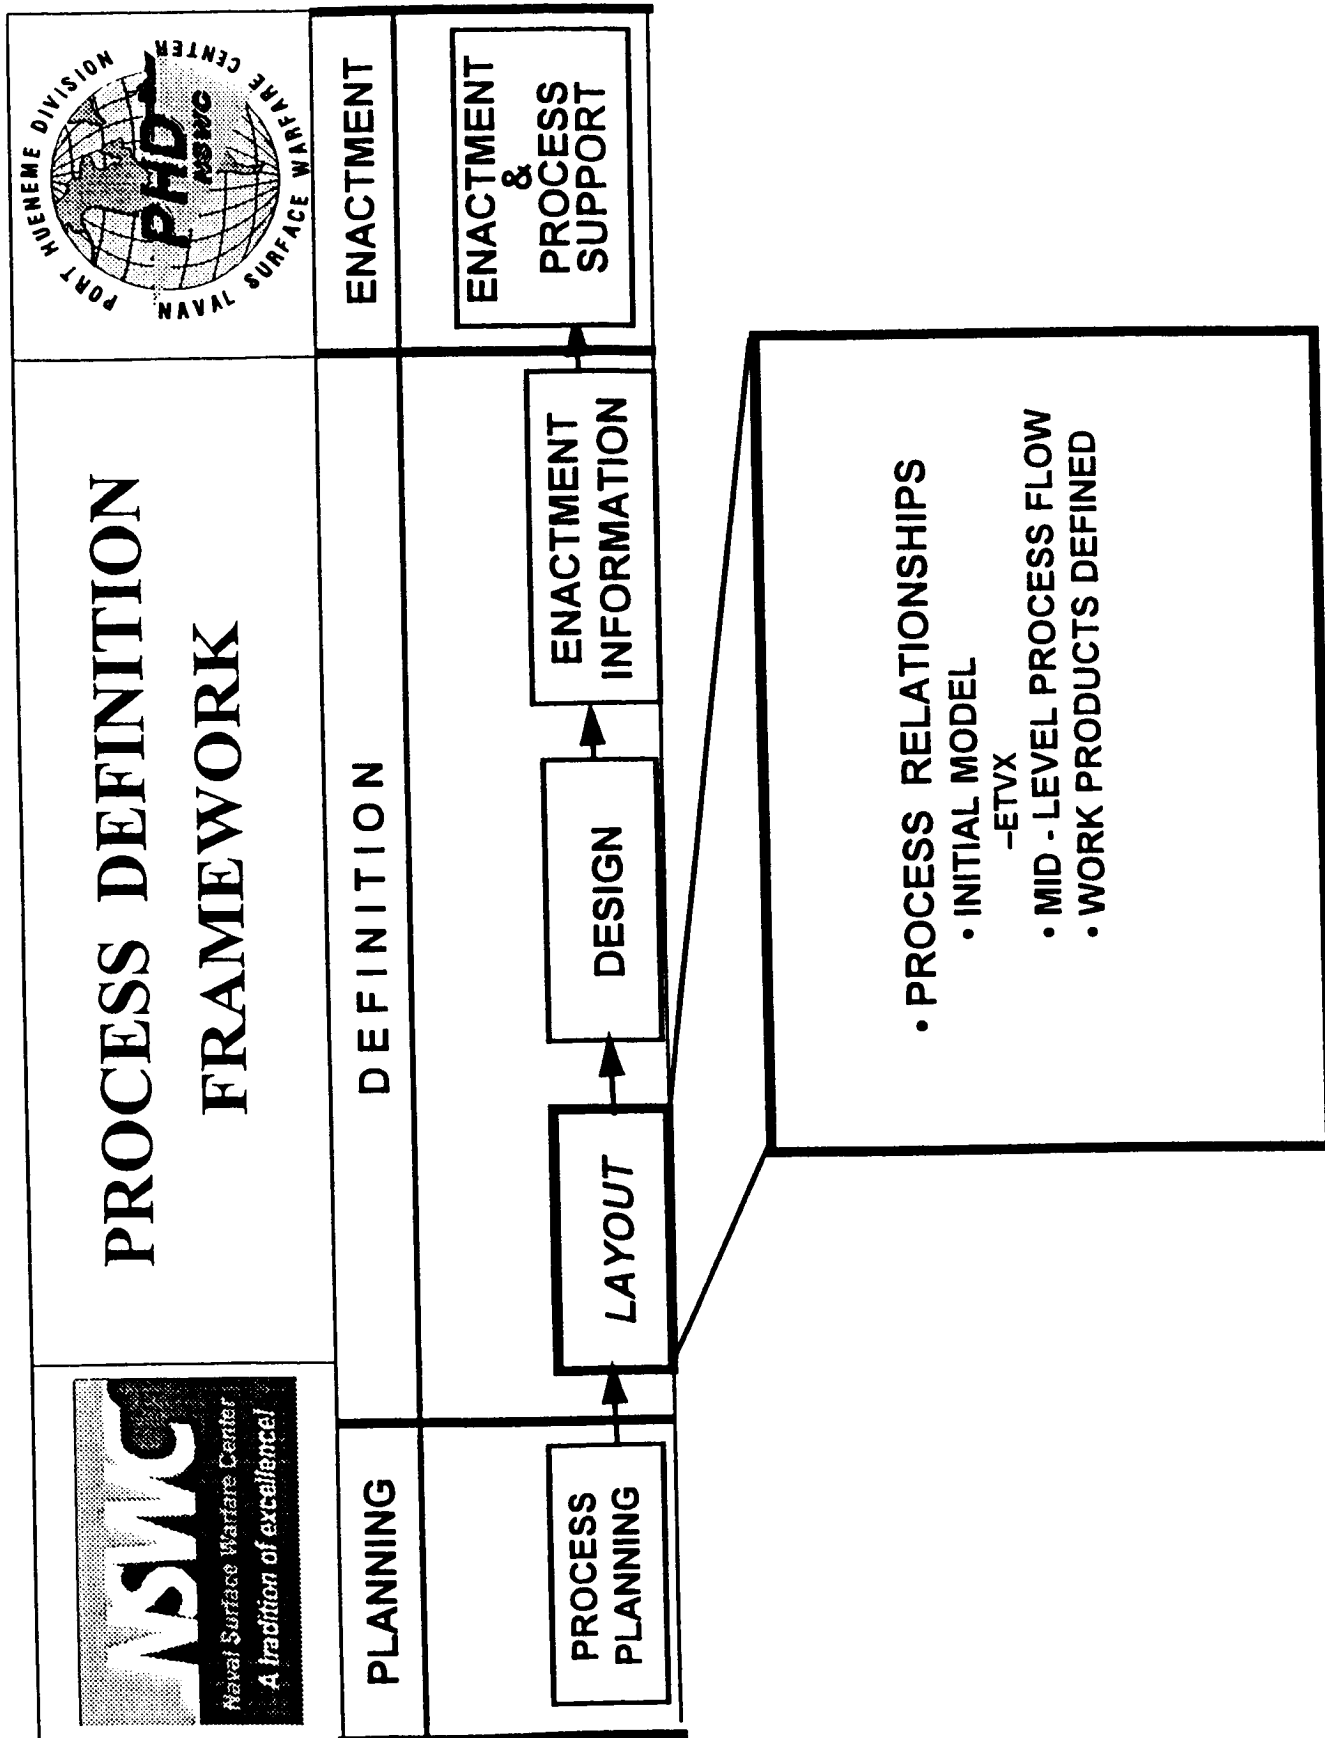 NSWC
Naval Surface Warfare Center
A tradition of excellence!
PROCESS DEFINITION
FRAMEWORK
PORT HUENEME DIVISION
PHD
NSWC
NAVAL SURFACE WARFARE CENTER
PLANNING
DEFINITION
ENACTMENT
PROCESS
PLANNING
LAYOUT
DESIGN
ENACTMENT
INFORMATION
ENACTMENT
&
PROCESS
SUPPORT
• PROCESS RELATIONSHIPS
• INITIAL MODEL
–ETVX
• MID - LEVEL PROCESS FLOW
• WORK PRODUCTS DEFINED